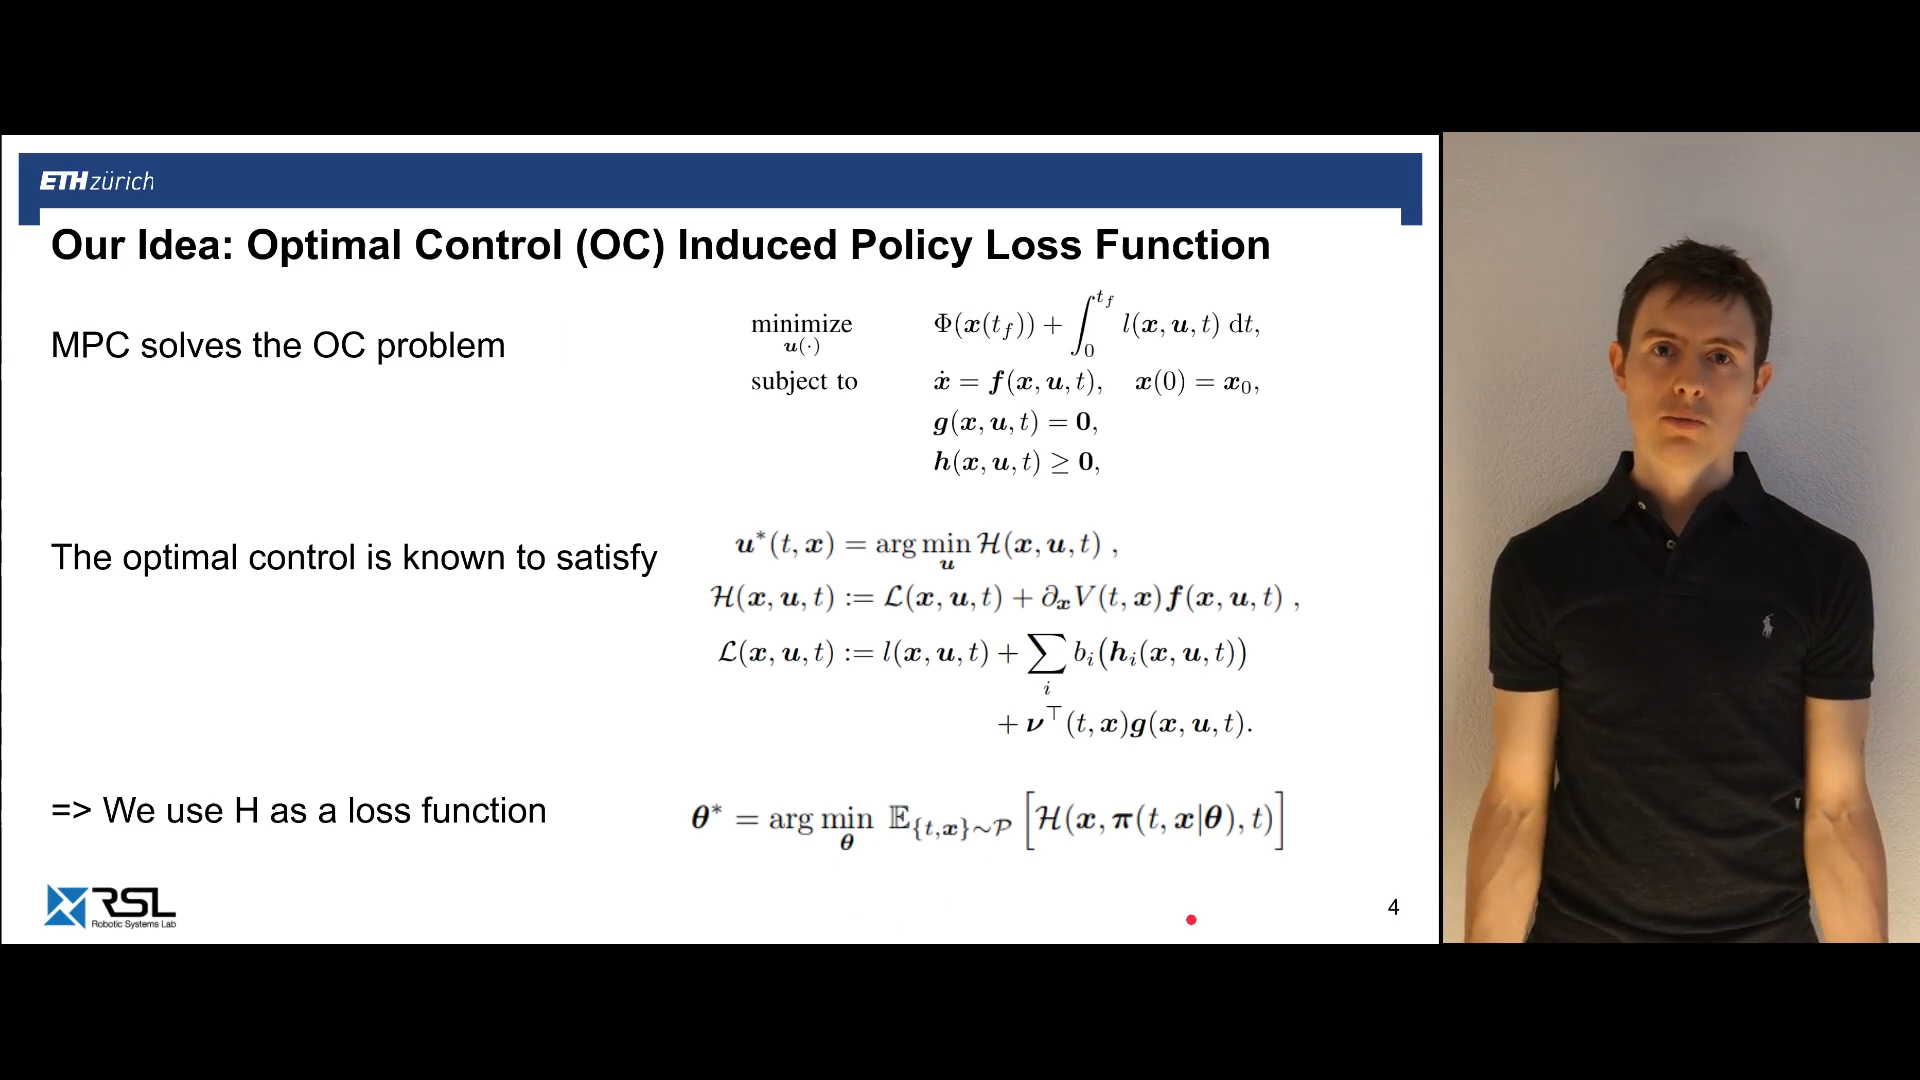 ETH zürich
Our Idea: Optimal Control (OC) Induced Policy Loss Function
MPC solves the OC problem
minimize Φ(x(t_f)) + ∫_0^{t_f} l(x, u, t) dt,
u(·)
subject to ẋ = f(x, u, t), x(0) = x_0,
g(x, u, t) = 0,
h(x, u, t) ≥ 0,
The optimal control is known to satisfy
u*(t, x) = arg min_u ℋ(x, u, t) ,
ℋ(x, u, t) := ℒ(x, u, t) + ∂_x V(t, x) f(x, u, t) ,
ℒ(x, u, t) := l(x, u, t) + ∑_i b_i(h_i(x, u, t))
+ ν^⊤(t, x) g(x, u, t).
=> We use H as a loss function
θ* = arg min_θ 𝔼_{{t,x}∼𝒫} [ℋ(x, π(t, x|θ), t)]
RSL
Robotic Systems Lab
4